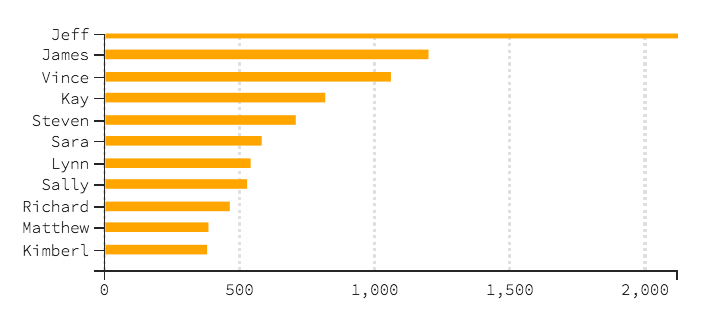 Jeff
James
Vince
Kay
Steven
Sara
Lynn
Sally
Richard
Matthew
Kimberl
0 500 1,000 1,500 2,000